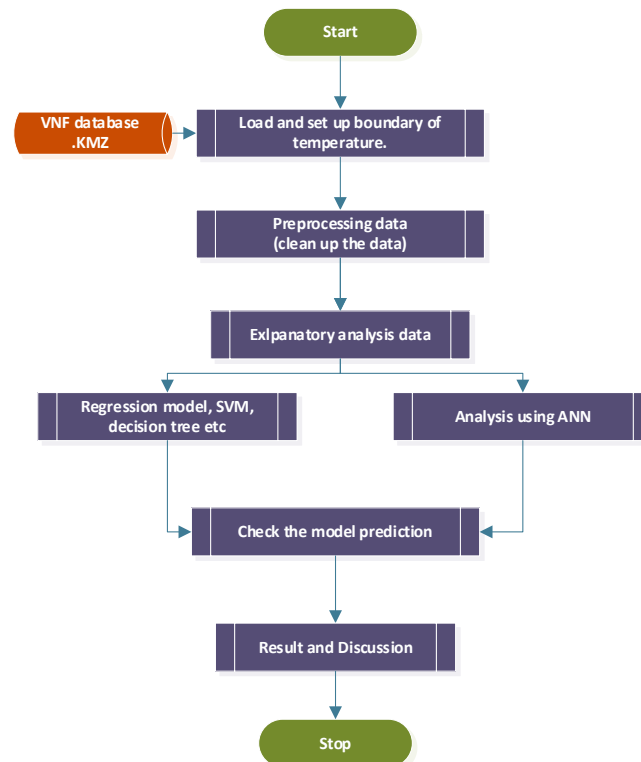 Start
VNF database
.KMZ
Load and set up boundary of
temperature.
Preprocessing data
(clean up the data)
Exlpanatory analysis data
Regression model, SVM,
decision tree etc
Analysis using ANN
Check the model prediction
Result and Discussion
Stop